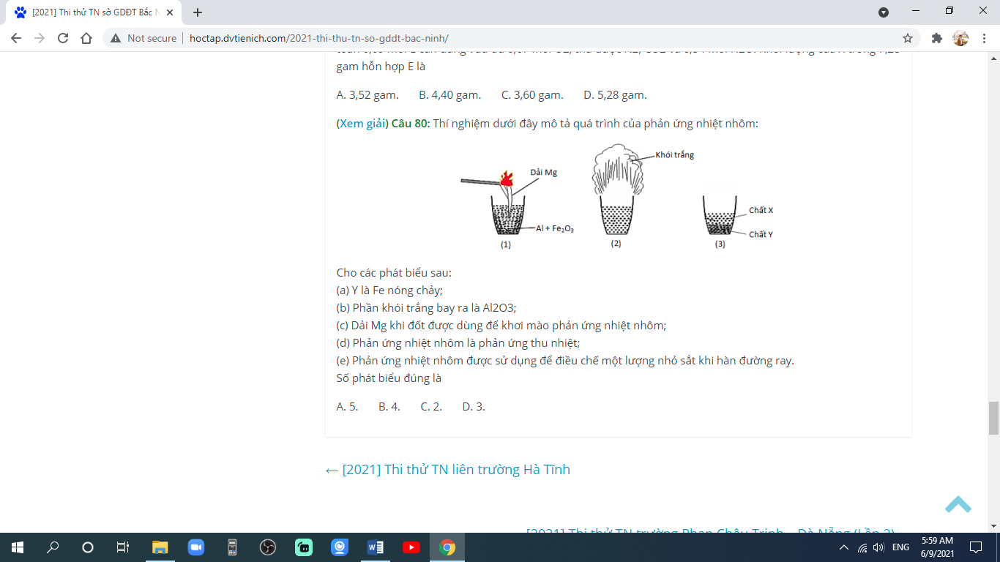 [2021] Thi thử TN sở GDĐT Bắc N
Not secure
hoctap.dvtienich.com/2021-thi-thu-tn-so-gddt-bac-ninh/
gam hỗn hợp E là
A. 3,52 gam. B. 4,40 gam. C. 3,60 gam. D. 5,28 gam.
(Xem giải) Câu 80: Thí nghiệm dưới đây mô tả quá trình của phản ứng nhiệt nhôm:
Khói trắng
Dải Mg
Chất X
Al + Fe₂O₃
Chất Y
(1)
(2)
(3)
Cho các phát biểu sau:
(a) Y là Fe nóng chảy;
(b) Phần khói trắng bay ra là Al2O3;
(c) Dải Mg khi đốt được dùng để khơi mào phản ứng nhiệt nhôm;
(d) Phản ứng nhiệt nhôm là phản ứng thu nhiệt;
(e) Phản ứng nhiệt nhôm được sử dụng để điều chế một lượng nhỏ sắt khi hàn đường ray.
Số phát biểu đúng là
A. 5. B. 4. C. 2. D. 3.
← [2021] Thi thử TN liên trường Hà Tĩnh
[2021] Thi thử TN trường Phan Châu Trinh – Đà Nẵng (Lần 2)
ENG
5:59 AM
6/9/2021